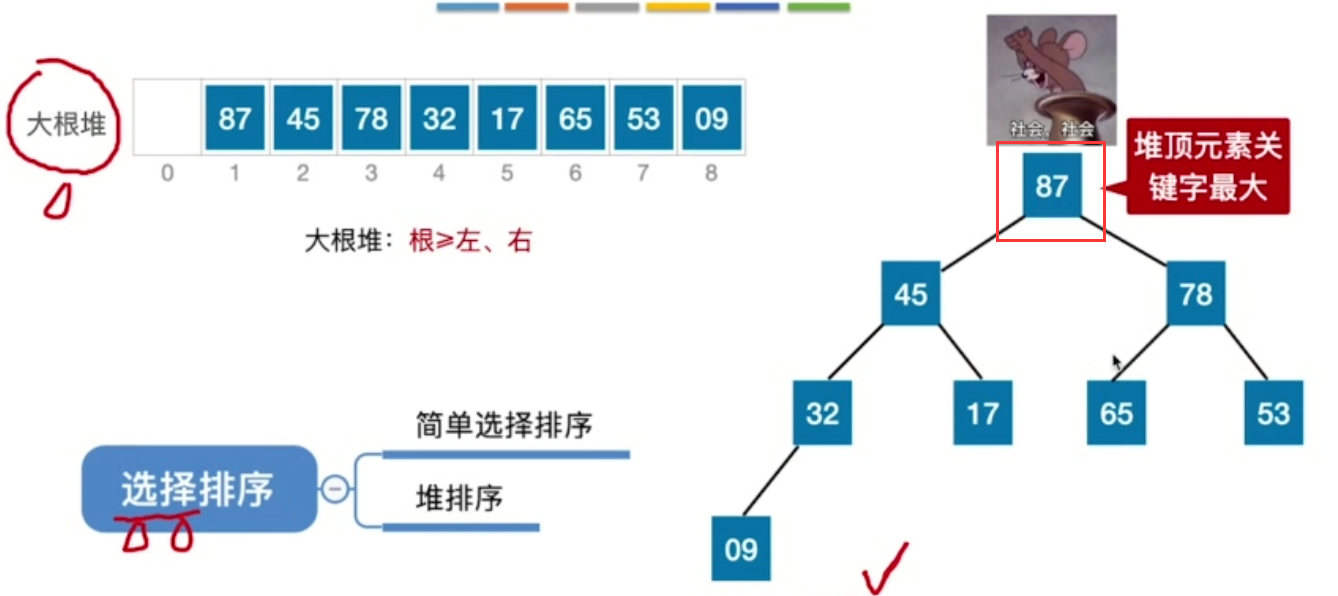 大根堆
87 45 78 32 17 65 53 09
0 1 2 3 4 5 6 7 8
大根堆：根≥左、右
社会，社会
堆顶元素关
键字最大
87
45 78
32 17 65 53
09
选择排序
简单选择排序
堆排序